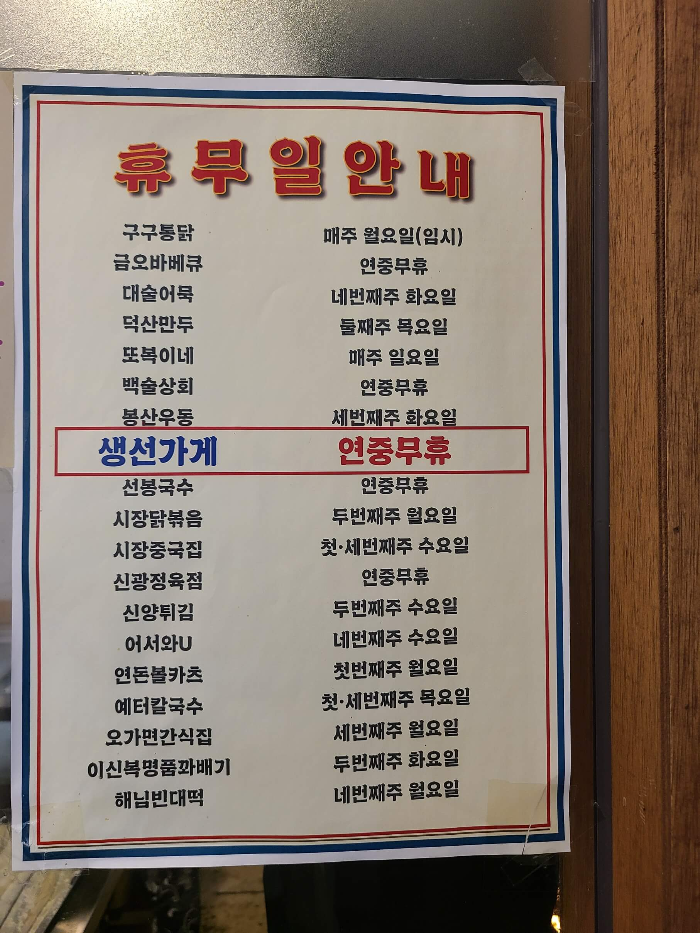 휴무일안내
구구통닭 매주 월요일(임시)
금오바베큐 연중무휴
대술어묵 네번째주 화요일
덕산만두 둘째주 목요일
또복이네 매주 일요일
백술상회 연중무휴
봉산우동 세번째주 화요일
생선가게 연중무휴
선봉국수 연중무휴
시장닭볶음 두번째주 월요일
시장중국집 첫·세번째주 수요일
신광정육점 연중무휴
신양튀김 두번째주 수요일
어서와U 네번째주 수요일
연돈볼카츠 첫번째주 월요일
예터칼국수 첫·세번째주 목요일
오가면간식집 세번째주 월요일
이신복명품꽈배기 두번째주 화요일
해님빈대떡 네번째주 월요일